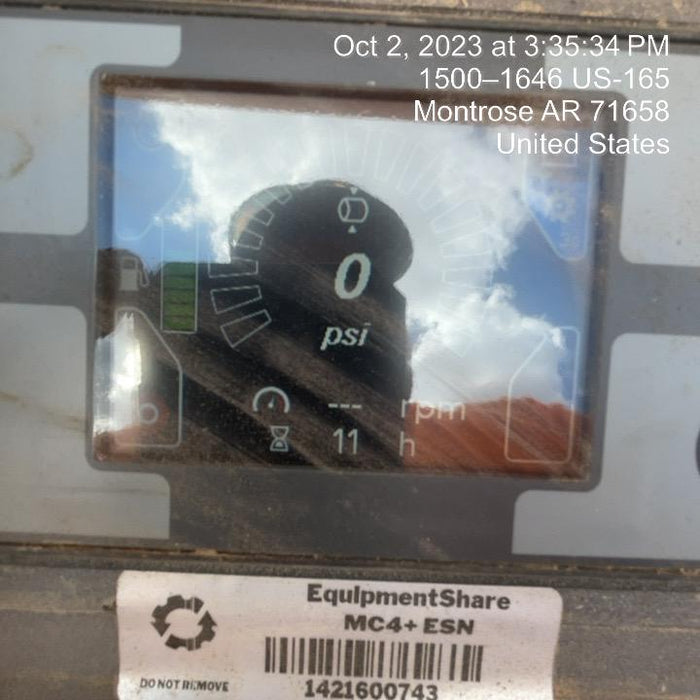 Oct 2, 2023 at 3:35:34 PM
1500–1646 US-165
Montrose AR 71658
United States
0
psi
--- rpm
11 h
EquipmentShare
MC4+ ESN
DO NOT REMOVE
1421600743